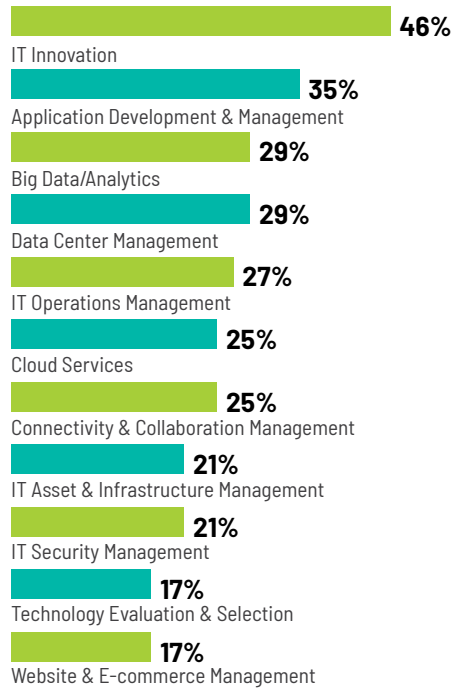 46%
IT Innovation
35%
Application Development & Management
29%
Big Data/Analytics
29%
Data Center Management
27%
IT Operations Management
25%
Cloud Services
25%
Connectivity & Collaboration Management
21%
IT Asset & Infrastructure Management
21%
IT Security Management
17%
Technology Evaluation & Selection
17%
Website & E-commerce Management